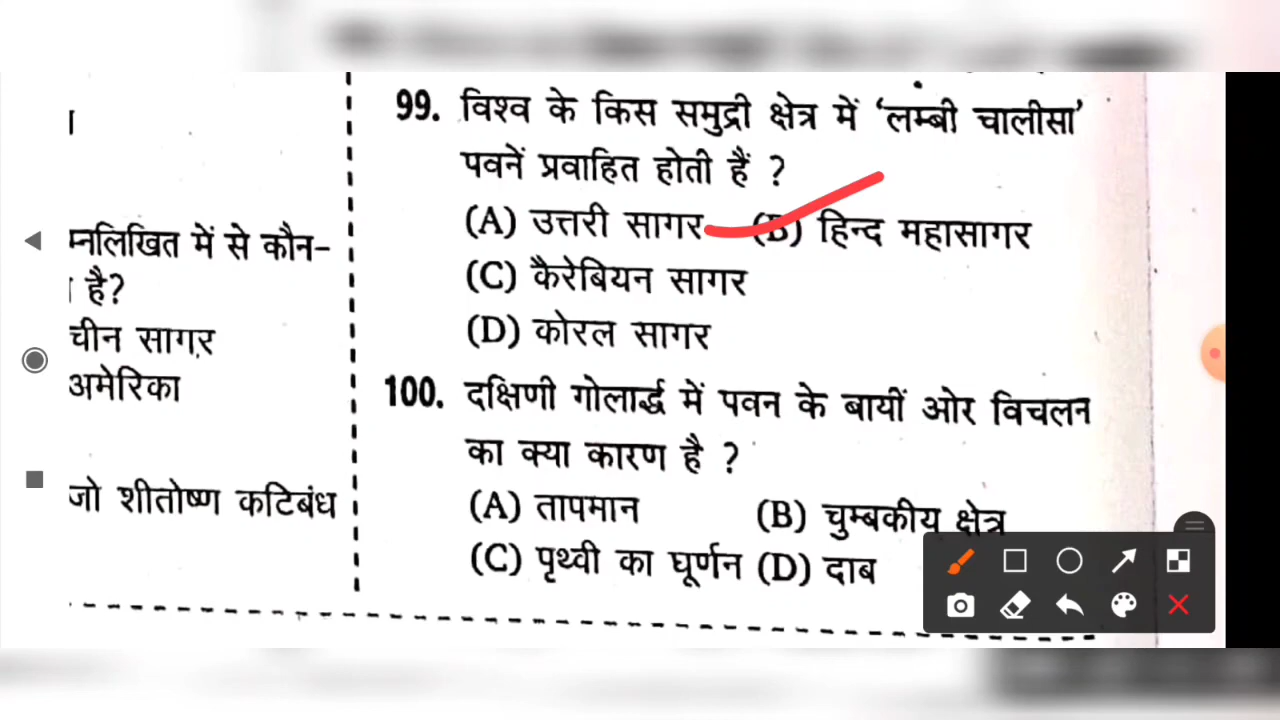 म्नलिखित में से कौन-
है?
चीन सागर
अमेरिका
जो शीतोष्ण कटिबंध
99. विश्व के किस समुद्री क्षेत्र में ‘लम्बी चालीसा’
पवनें प्रवाहित होती हैं ?
(A) उत्तरी सागर (B) हिन्द महासागर
(C) कैरेबियन सागर
(D) कोरल सागर
100. दक्षिणी गोलार्द्ध में पवन के बायीं ओर विचलन
का क्या कारण है ?
(A) तापमान (B) चुम्बकीय क्षेत्र
(C) पृथ्वी का घूर्णन (D) दाब